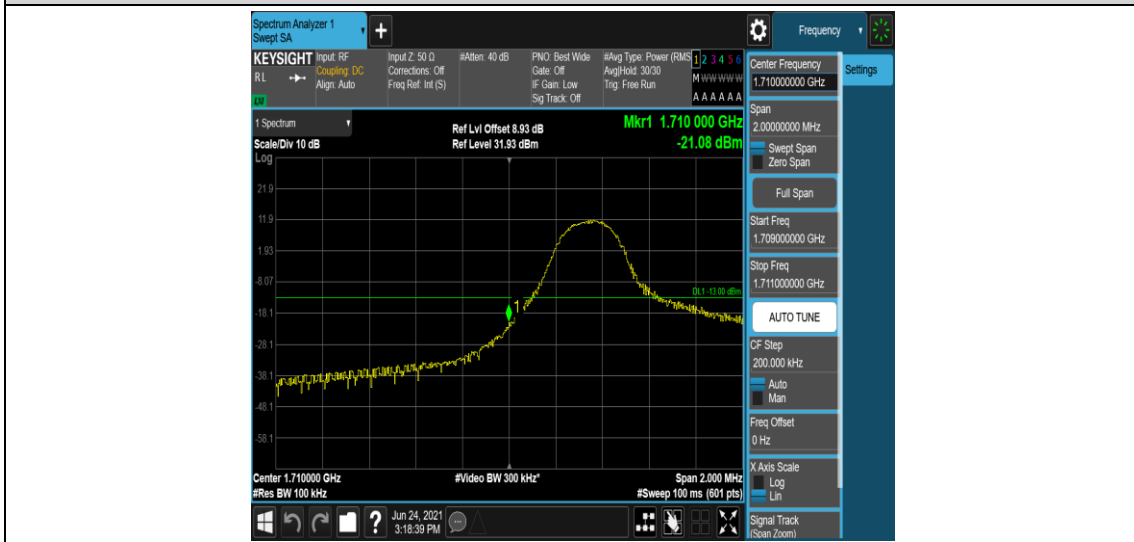 Spectrum Analyzer 1
Swept SA
+
Frequency
KEYSIGHT
RL
LXI
Input: RF
Coupling: DC
Align: Auto
Input Z: 50 Ω
Corrections: Off
Freq Ref: Int (S)
#Atten: 40 dB
PNO: Best Wide
Gate: Off
IF Gain: Low
Sig Track: Off
#Avg Type: Power (RMS
Avg|Hold: 30/30
Trig: Free Run
1 2 3 4 5 6
M W W W W W
A A A A A A
Center Frequency
1.710000000 GHz
Settings
Span
2.00000000 MHz
Swept Span
Zero Span
Full Span
Start Freq
1.709000000 GHz
Stop Freq
1.711000000 GHz
AUTO TUNE
CF Step
200.000 kHz
Auto
Man
Freq Offset
0 Hz
X Axis Scale
Log
Lin
Signal Track
(Span Zoom)
1 Spectrum
Scale/Div 10 dB
Log
Ref Lvl Offset 8.93 dB
Ref Level 31.93 dBm
Mkr1 1.710 000 GHz
-21.08 dBm
21.9
11.9
1.93
-8.07
DL1 -13.00 dBm
1
-18.1
-28.1
-38.1
-48.1
-58.1
Center 1.710000 GHz
#Res BW 100 kHz
#Video BW 300 kHz*
Span 2.000 MHz
#Sweep 100 ms (601 pts)
?
Jun 24, 2021
3:18:39 PM